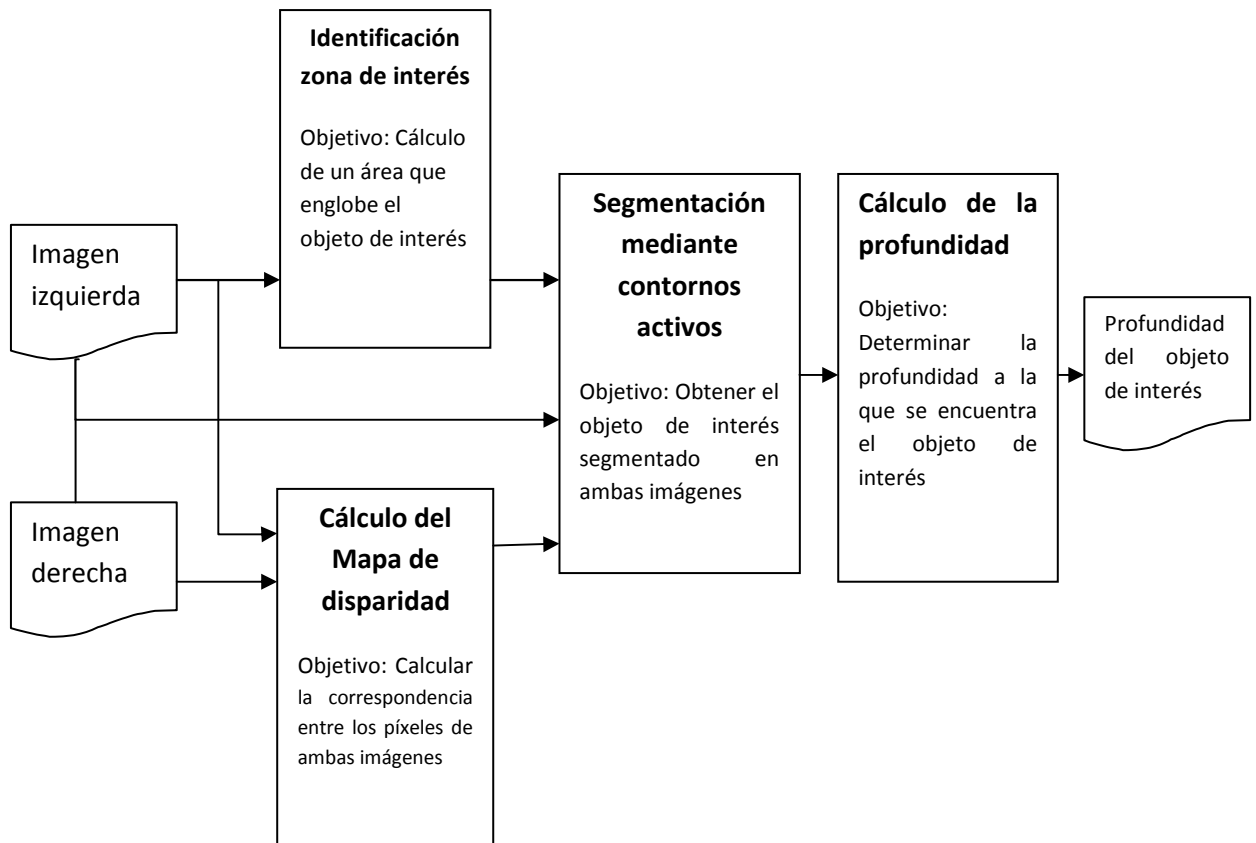 Identificación
zona de interés
Objetivo: Cálculo
de un área que
englobe el
objeto de interés
Imagen
izquierda
Imagen
derecha
Cálculo del
Mapa de
disparidad
Objetivo: Calcular
la correspondencia
entre los píxeles de
ambas imágenes
Segmentación
mediante
contornos
activos
Objetivo: Obtener el
objeto de interés
segmentado en
ambas imágenes
Cálculo de la
profundidad
Objetivo:
Determinar la
profundidad a la
que se encuentra
el objeto de
interés
Profundidad
del objeto
de interés